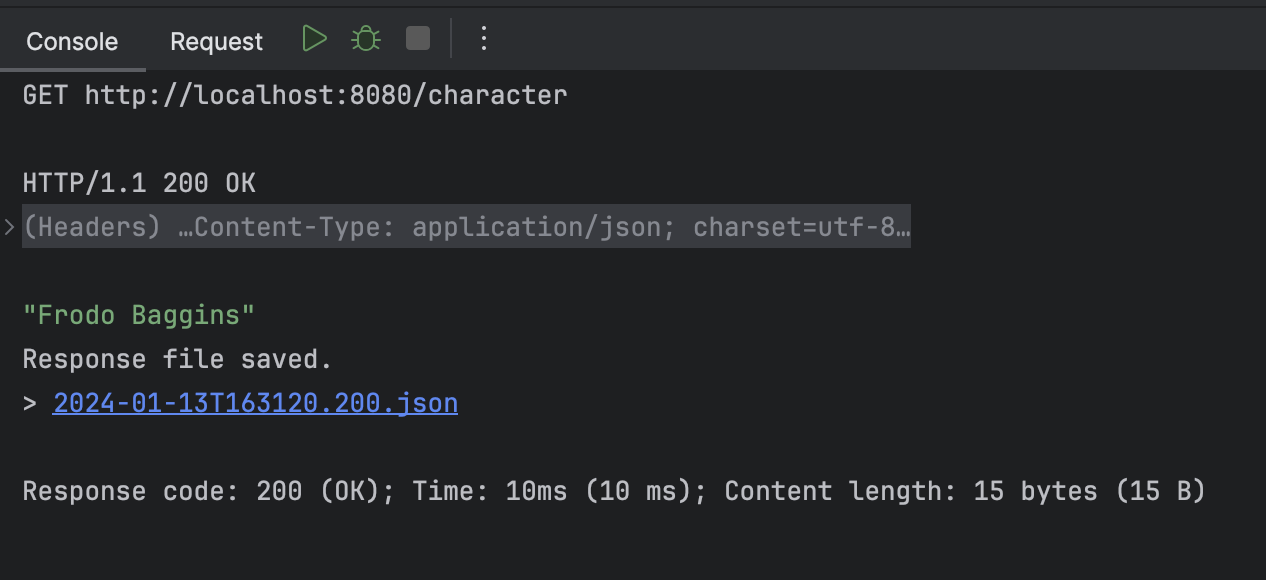 Console Request
GET http://localhost:8080/character
HTTP/1.1 200 OK
(Headers) …Content-Type: application/json; charset=utf-8…
"Frodo Baggins"
Response file saved.
> 2024-01-13T163120.200.json
Response code: 200 (OK); Time: 10ms (10 ms); Content length: 15 bytes (15 B)